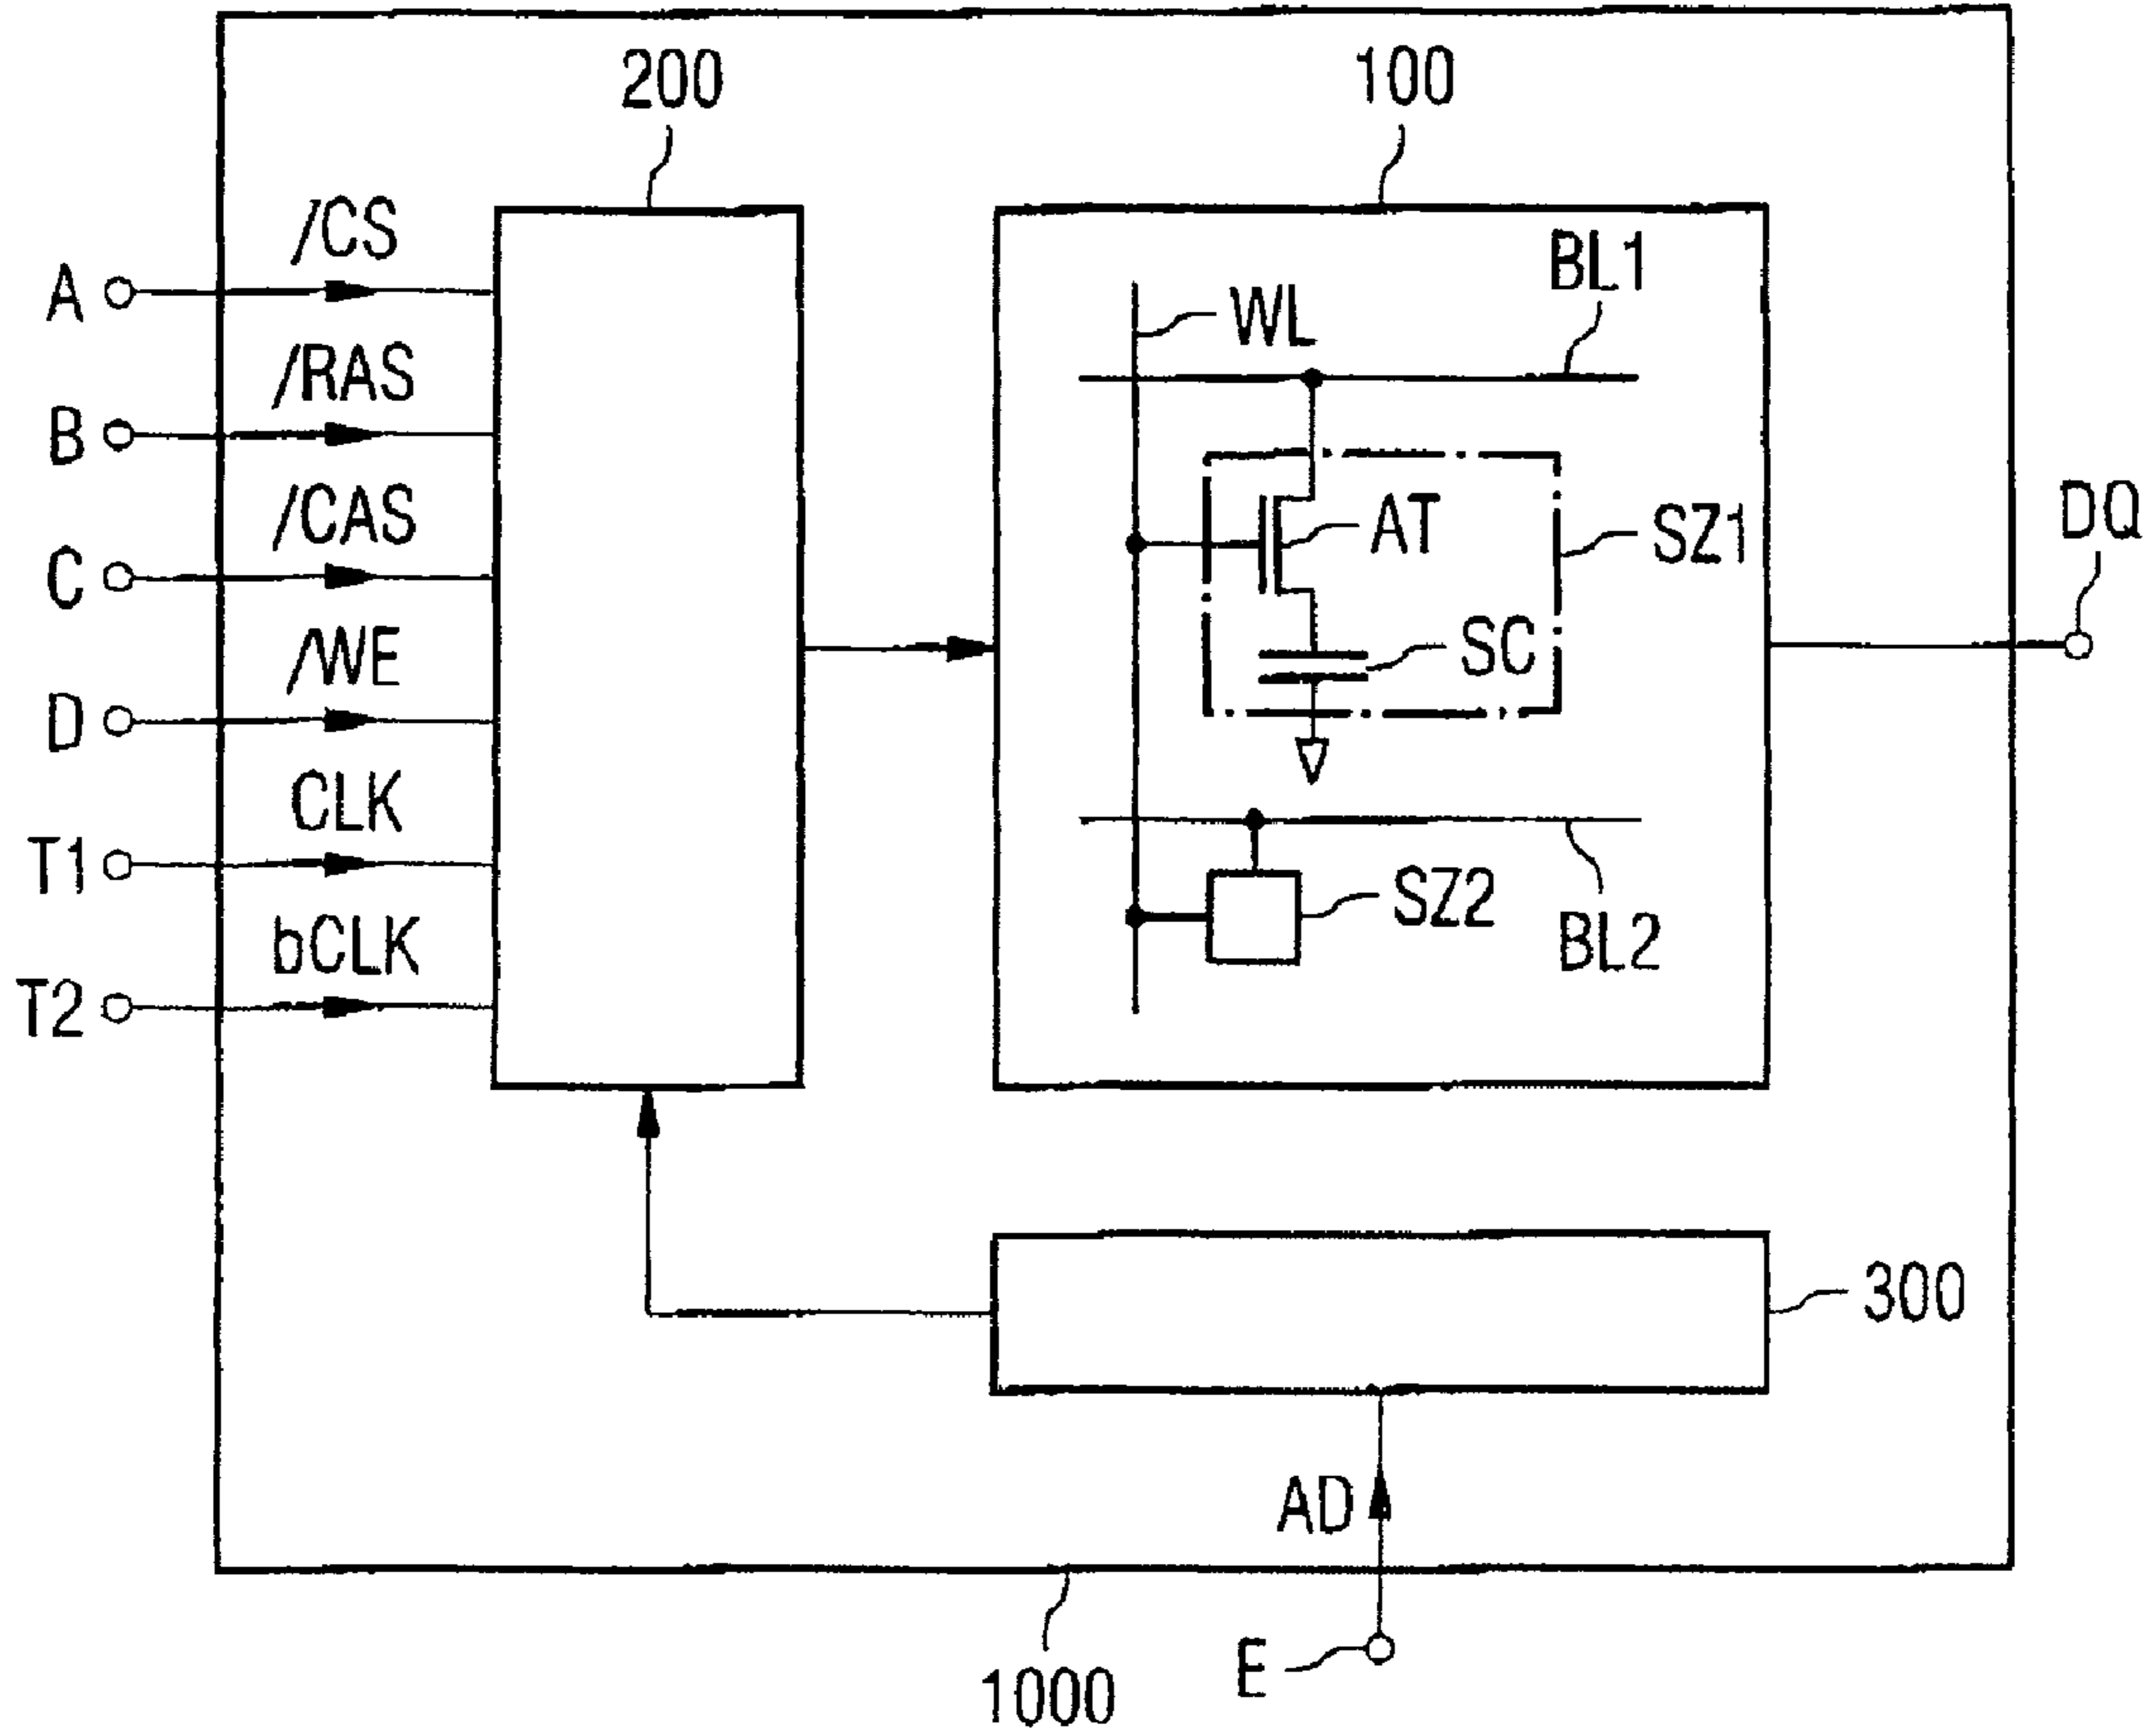 200
100
/CS
A
/RAS
B
/CAS
C
/WE
D
CLK
T1
bCLK
T2
WL
BL1
AT
SZ1
SC
SZ2
BL2
DQ
300
AD
E
1000